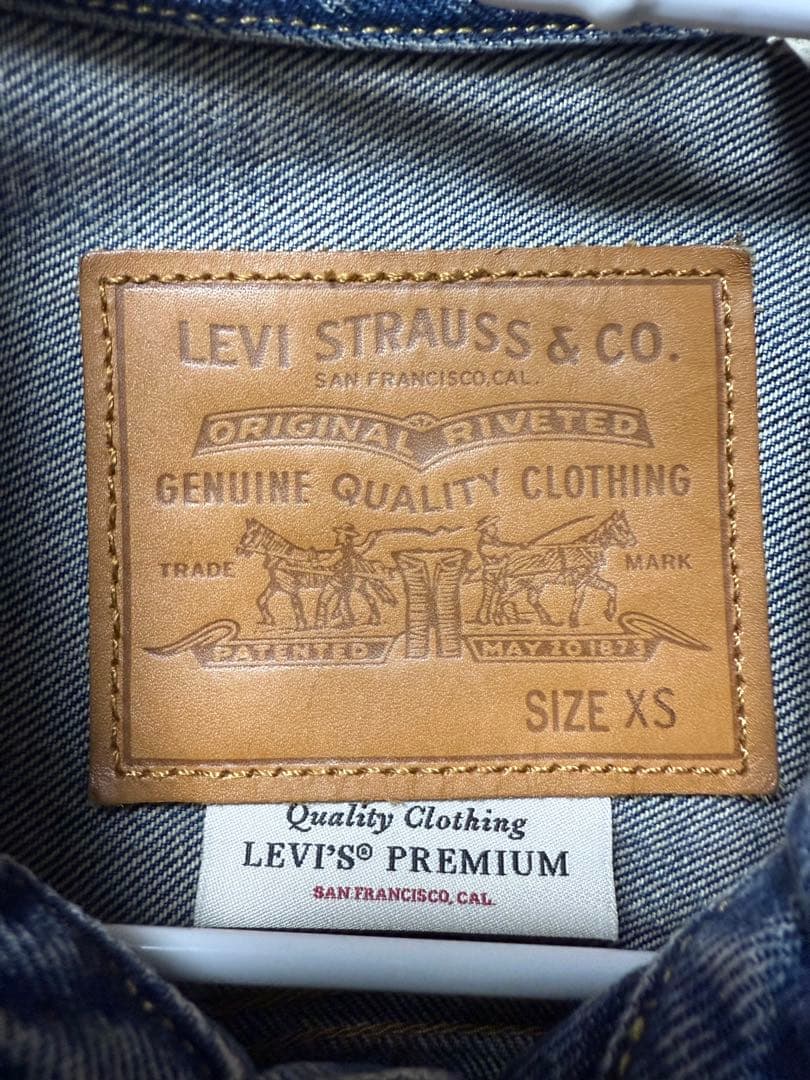 LEVI STRAUSS & CO.
SAN FRANCISCO, CAL.
ORIGINAL RIVETED
GENUINE QUALITY CLOTHING
TRADE MARK
PATENTED MAY 20 1873
SIZE XS
Quality Clothing
LEVI'S® PREMIUM
SAN FRANCISCO, CAL.